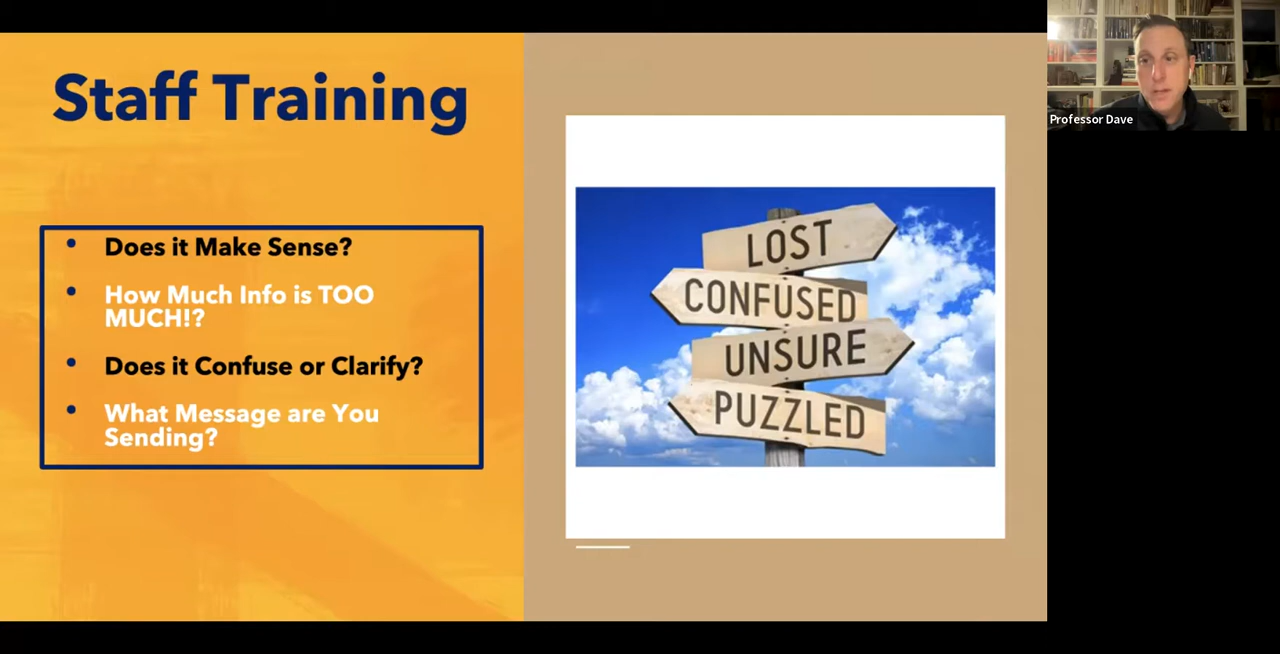 Staff Training
Does it Make Sense?
How Much Info is TOO
MUCH!?
Does it Confuse or Clarify?
What Message are You
Sending?
LOST
CONFUSED
UNSURE
PUZZLED
Professor Dave